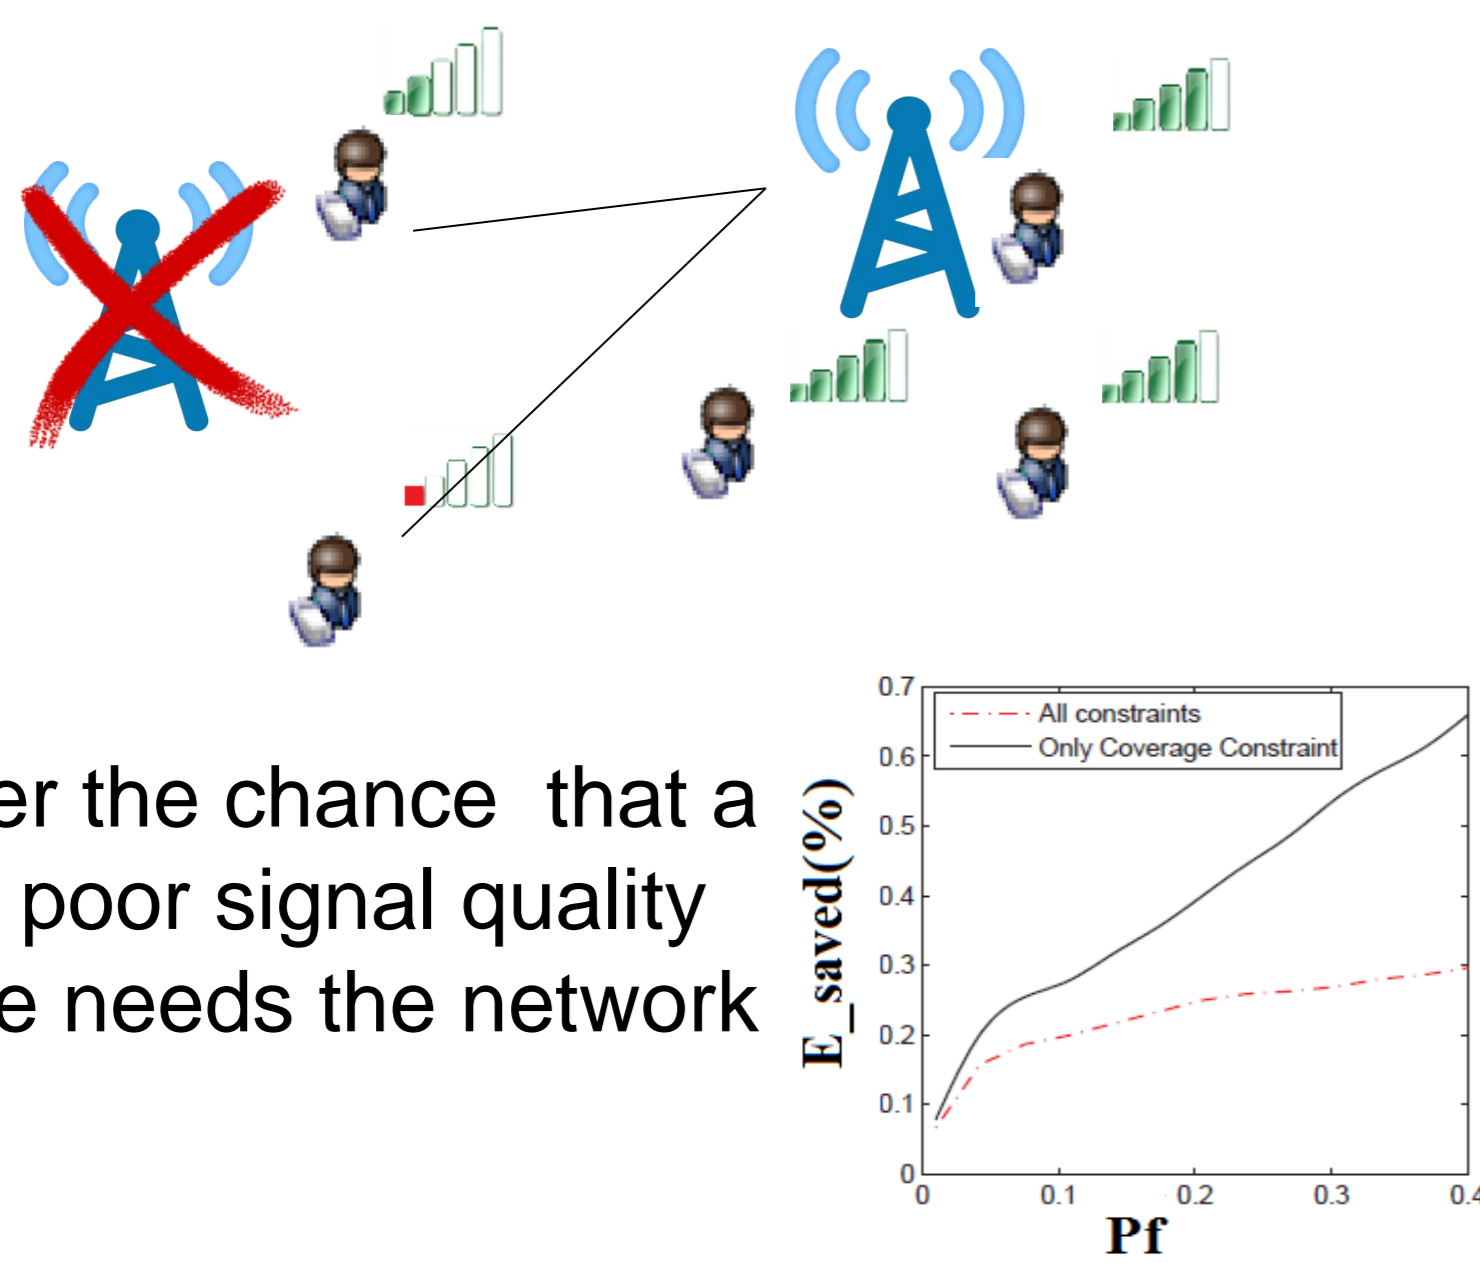 er the chance that a
poor signal quality
e needs the network
0.7
0.6
0.5
0.4
0.3
0.2
0.1
0
E_saved(%)
All constraints
Only Coverage Constraint
0 0.1 0.2 0.3 0.4
Pf